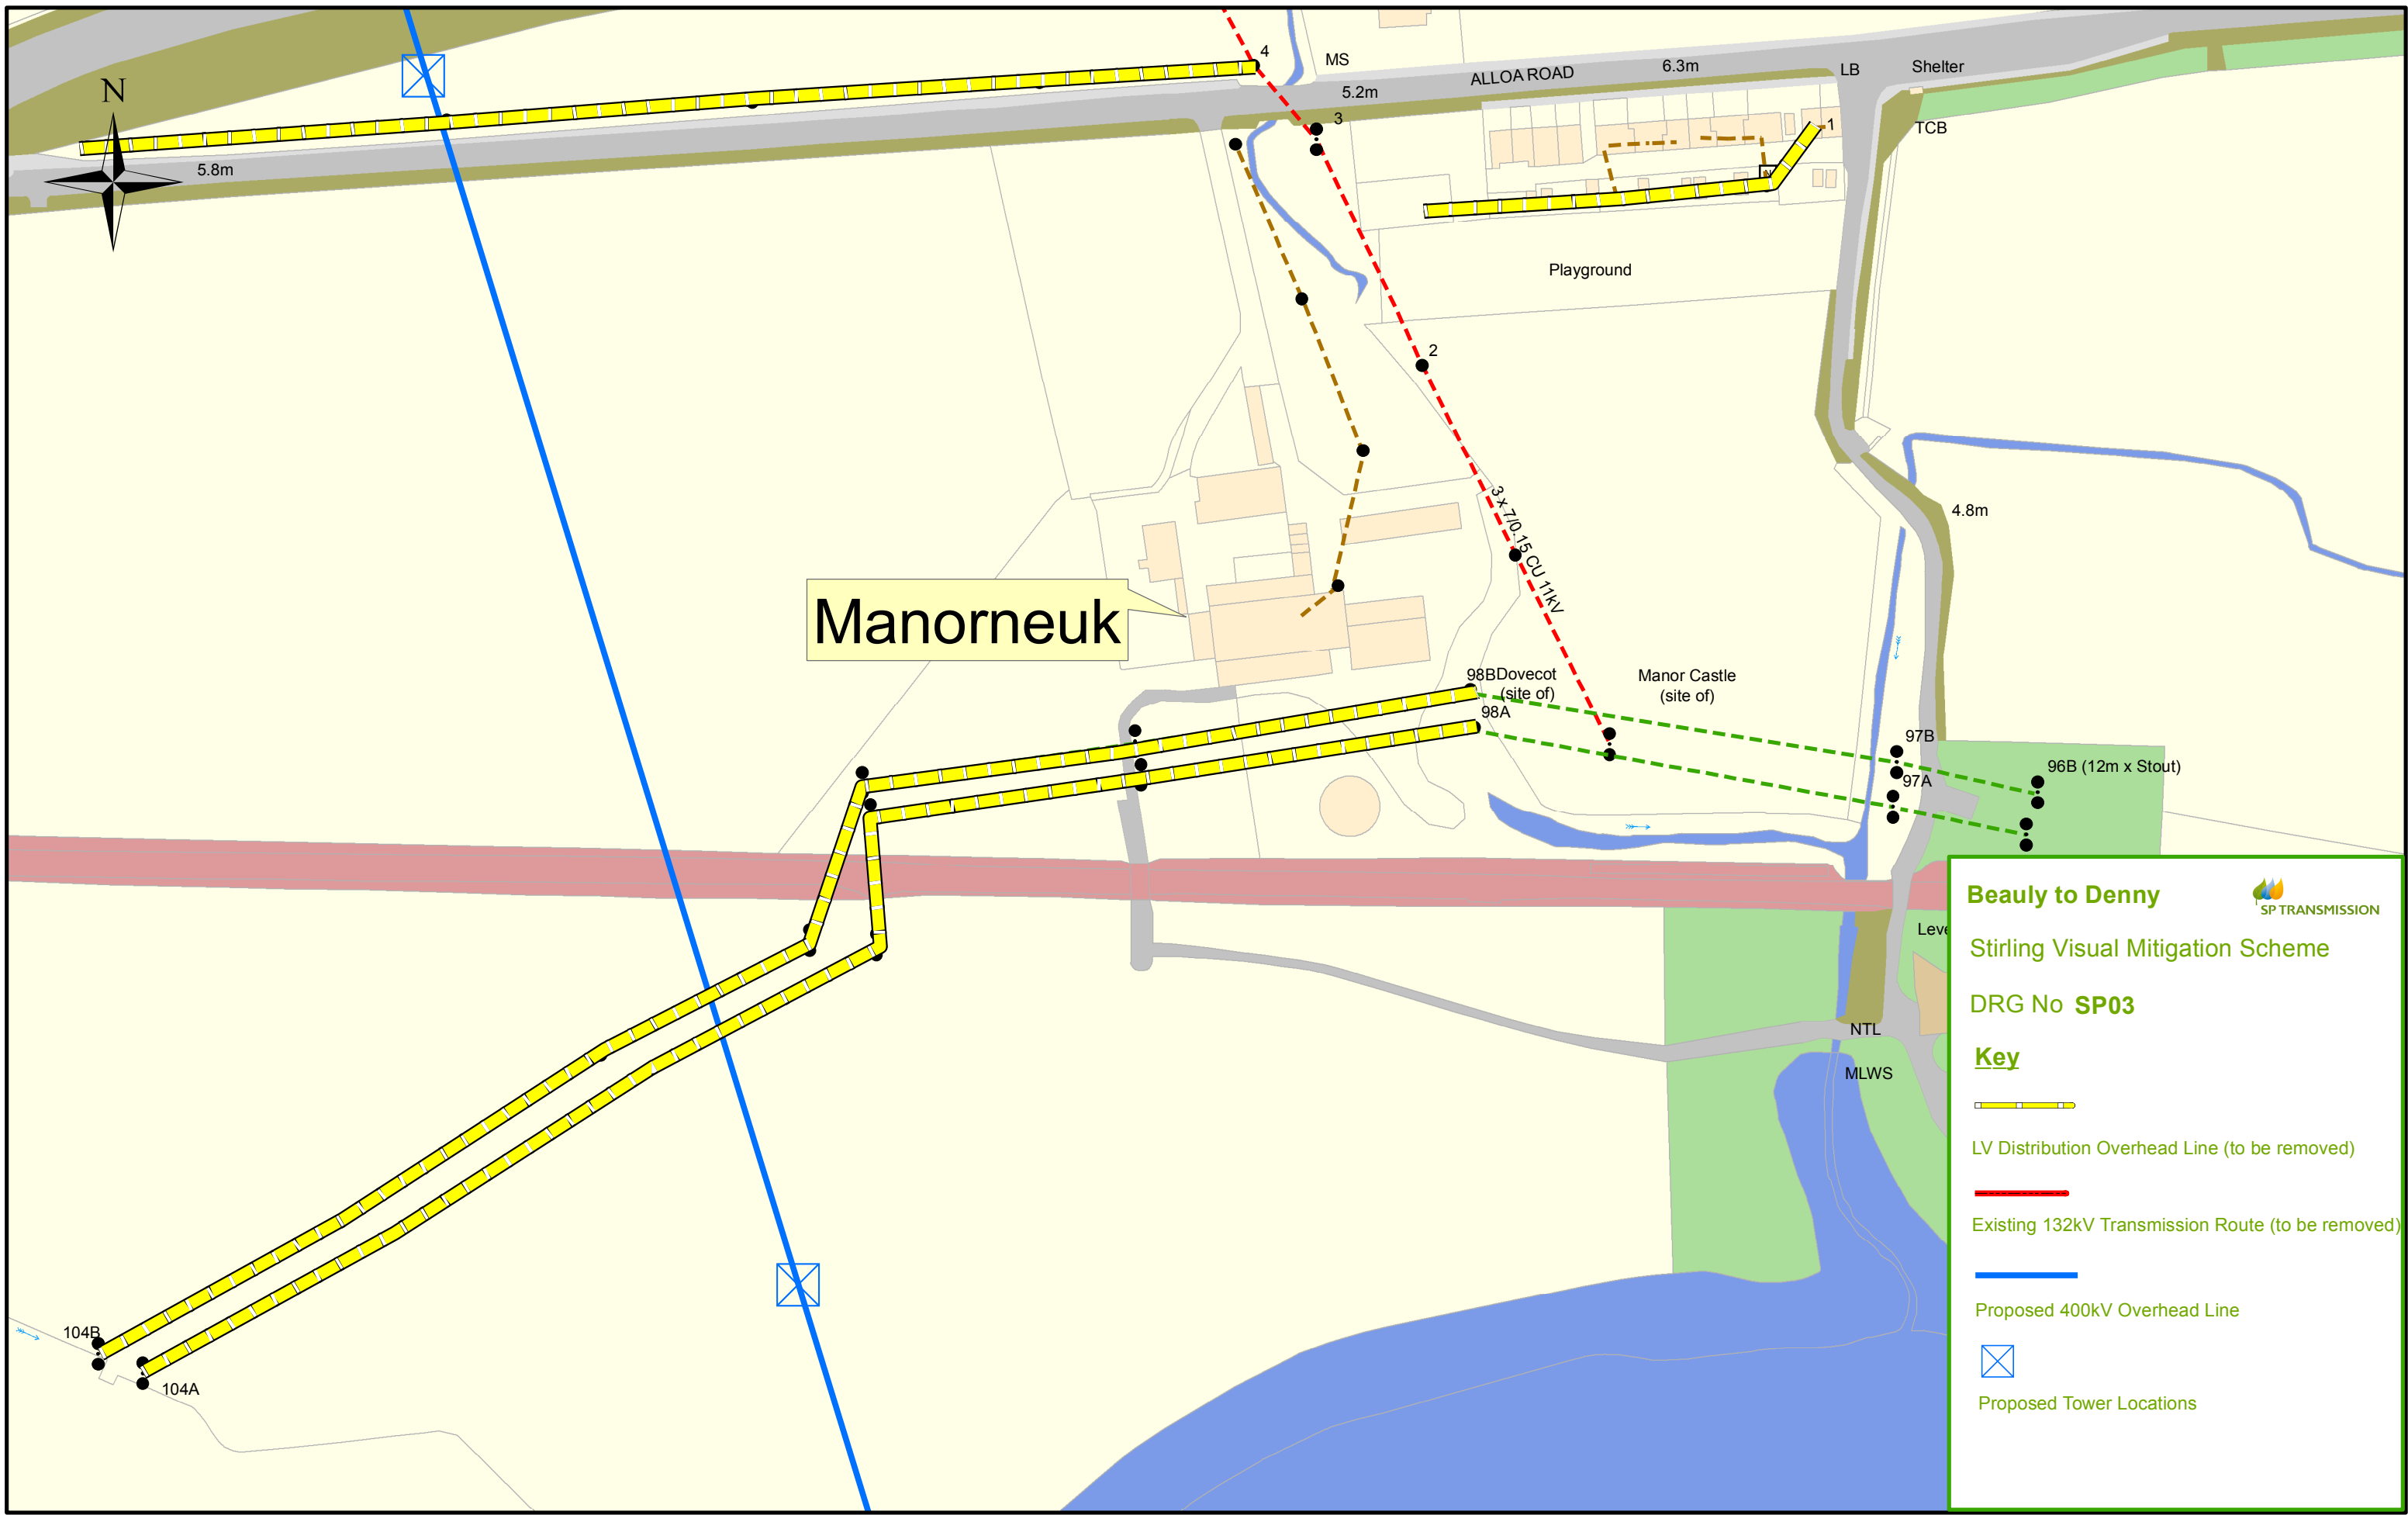 N
4
MS
3
5.2m
ALLOA ROAD
6.3m
LB
Shelter
TCB
1
N
5.8m
2
Playground
3 x 7/0.15 CU 11kV
4.8m
Manorneuk
98B
Dovecot
(site of)
98A
Manor Castle
(site of)
97B
97A
96B (12m x Stout)
Leve
NTL
MLWS
104B
104A
Beauly to Denny
SP TRANSMISSION
Stirling Visual Mitigation Scheme
DRG No SP03
Key
LV Distribution Overhead Line (to be removed)
Existing 132kV Transmission Route (to be removed)
Proposed 400kV Overhead Line
Proposed Tower Locations